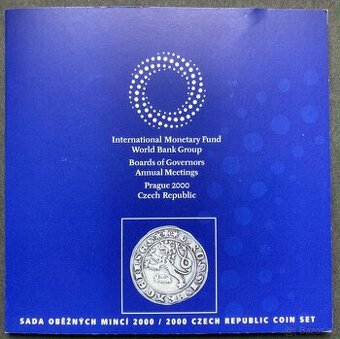 International Monetary Fund
World Bank Group
Boards of Governors
Annual Meetings
Prague 2000
Czech Republic
SADA OBĚŽNÝCH MINCÍ 2000 / 2000 CZECH REPUBLIC COIN SET